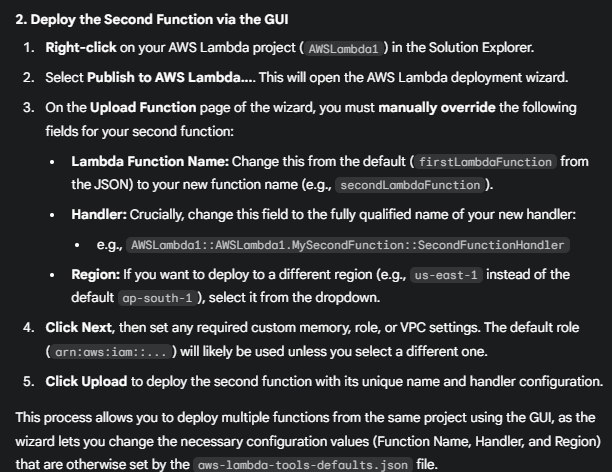 2. Deploy the Second Function via the GUI
1. Right-click on your AWS Lambda project ( AWSLambda1 ) in the Solution Explorer.
2. Select Publish to AWS Lambda.... This will open the AWS Lambda deployment wizard.
3. On the Upload Function page of the wizard, you must manually override the following
fields for your second function:
• Lambda Function Name: Change this from the default ( firstLambdaFunction from
the JSON) to your new function name (e.g., secondLambdaFunction ).
• Handler: Crucially, change this field to the fully qualified name of your new handler:
• e.g., AWSLambda1::AWSLambda1.MySecondFunction::SecondFunctionHandler
• Region: If you want to deploy to a different region (e.g., us-east-1 instead of the
default ap-south-1 ), select it from the dropdown.
4. Click Next, then set any required custom memory, role, or VPC settings. The default role
( arn:aws:iam::... ) will likely be used unless you select a different one.
5. Click Upload to deploy the second function with its unique name and handler configuration.
This process allows you to deploy multiple functions from the same project using the GUI, as the
wizard lets you change the necessary configuration values (Function Name, Handler, and Region)
that are otherwise set by the aws-lambda-tools-defaults.json file.